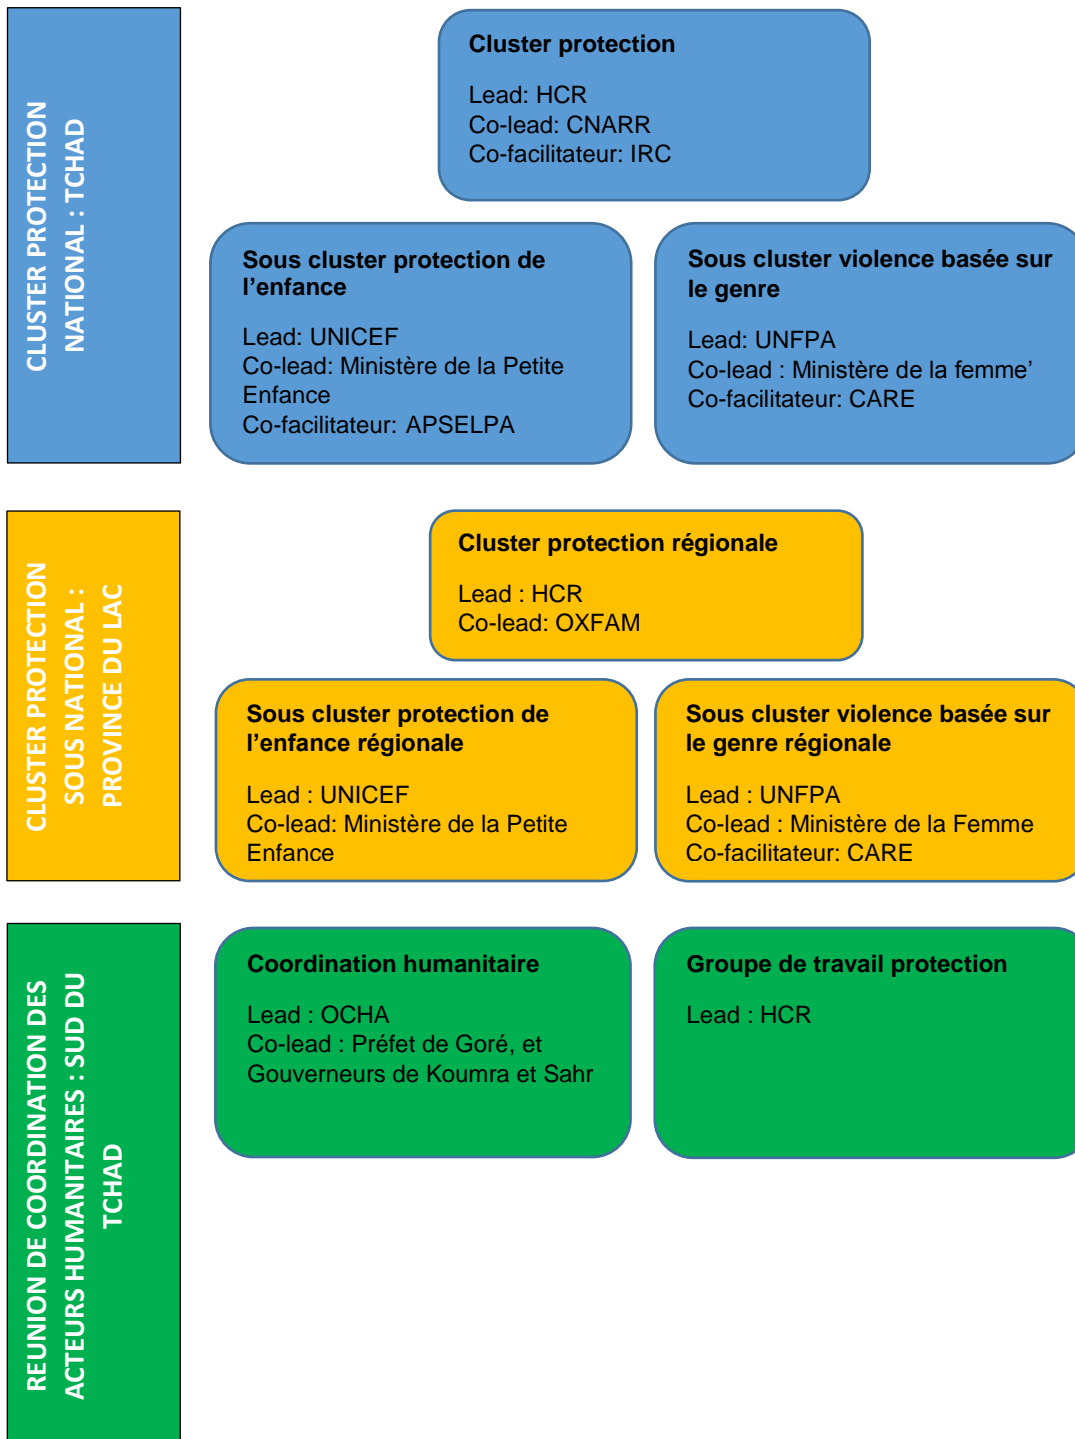 CLUSTER PROTECTION
NATIONAL : TCHAD
Cluster protection
Lead: HCR
Co-lead: CNARR
Co-facilitateur: IRC
Sous cluster protection de
l’enfance
Lead: UNICEF
Co-lead: Ministère de la Petite
Enfance
Co-facilitateur: APSELPA
Sous cluster violence basée sur
le genre
Lead: UNFPA
Co-lead : Ministère de la femme’
Co-facilitateur: CARE
CLUSTER PROTECTION
SOUS NATIONAL :
PROVINCE DU LAC
Cluster protection régionale
Lead : HCR
Co-lead: OXFAM
Sous cluster protection de
l’enfance régionale
Lead : UNICEF
Co-lead: Ministère de la Petite
Enfance
Sous cluster violence basée sur
le genre régionale
Lead : UNFPA
Co-lead : Ministère de la Femme
Co-facilitateur: CARE
REUNION DE COORDINATION DES
ACTEURS HUMANITAIRES : SUD DU
TCHAD
Coordination humanitaire
Lead : OCHA
Co-lead : Préfet de Goré, et
Gouverneurs de Koumra et Sahr
Groupe de travail protection
Lead : HCR